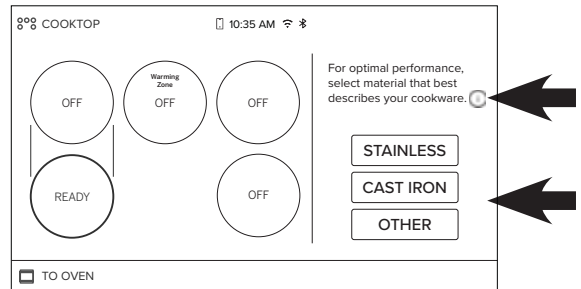 COOKTOP
10:35 AM
Warming
Zone
OFF
OFF
OFF
READY
OFF
For optimal performance,
select material that best
describes your cookware.
STAINLESS
CAST IRON
OTHER
TO OVEN